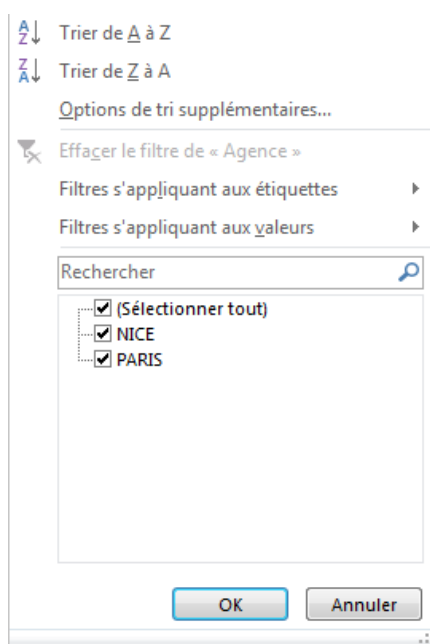 Trier de A à Z
Trier de Z à A
Options de tri supplémentaires...
Effacer le filtre de « Agence »
Filtres s'appliquant aux étiquettes
Filtres s'appliquant aux valeurs
Rechercher
(Sélectionner tout)
NICE
PARIS
OK Annuler